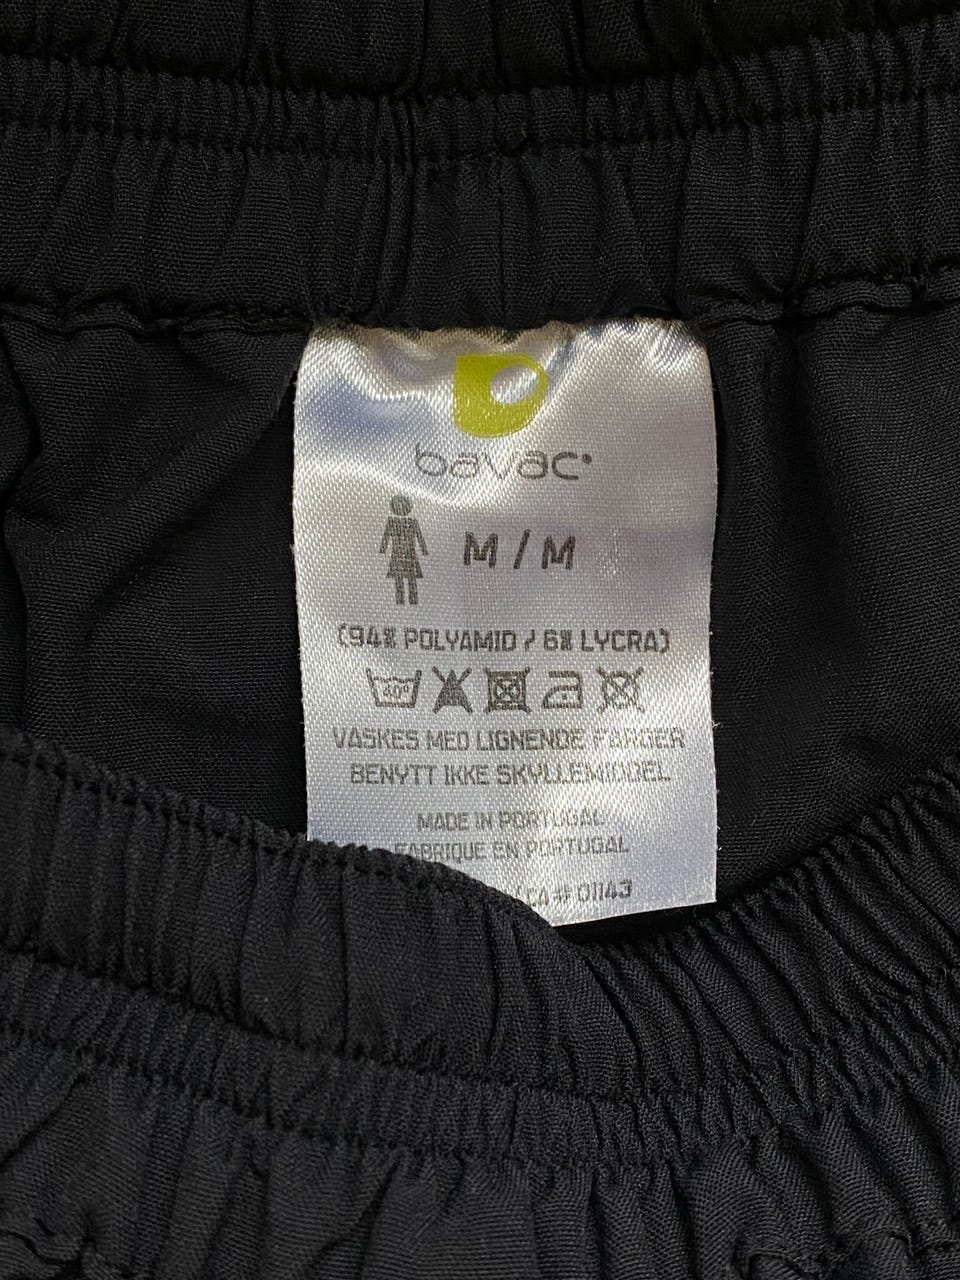 bavac
M / M
(94% POLYAMID / 6% LYCRA)
40°
VASKES MED LIGNENDE FARGER
BENYTT IKKE SKYLLEMIDDEL
MADE IN PORTUGAL
FABRIQUE EN PORTUGAL
/CA # 01143